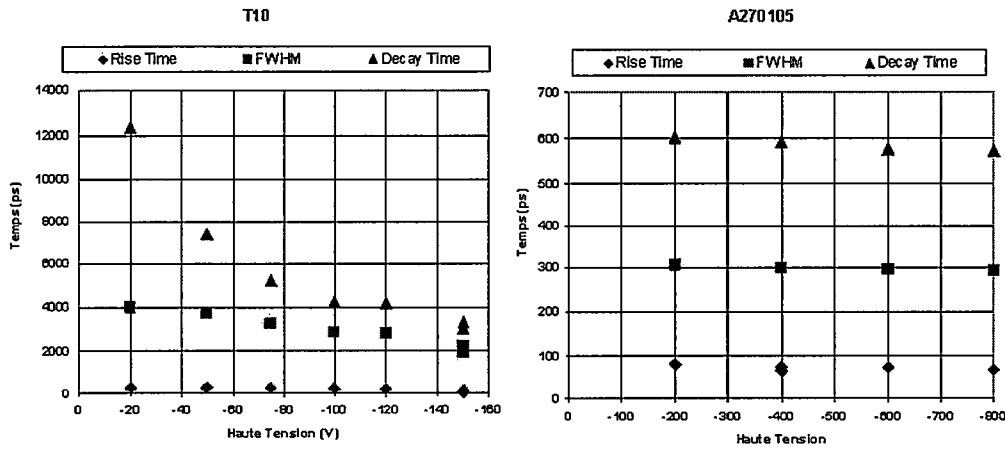 T10
Rise Time FWHM Decay Time
14000
12000
10000
8000
6000
4000
2000
0
Temps (ps)
0 -20 -40 -60 -80 -100 -120 -140 -160
Haute Tension (V)
A270105
Rise Time FWHM Decay Time
700
600
500
400
300
200
100
0
Temps (ps)
0 -100 -200 -300 -400 -500 -600 -700 -800
Haute Tension